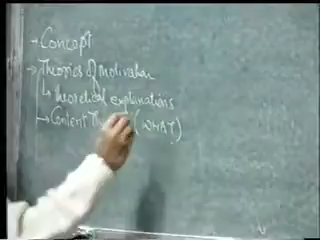 → Concept
→ Theories of Motivation
↳ Theoretical explanations
→ Content (WHAT)